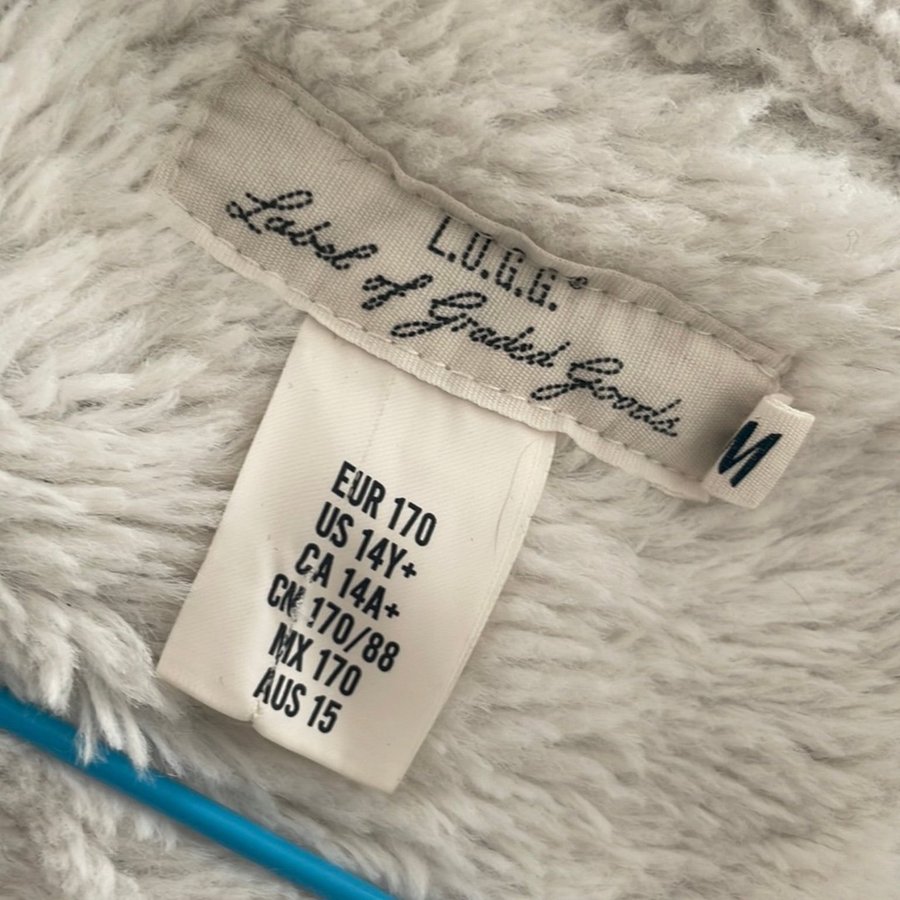 L.O.G.G.®
Label of Graded Goods
M
EUR 170
US 14Y+
CA 14A+
CN 170/88
MX 170
AUS 15